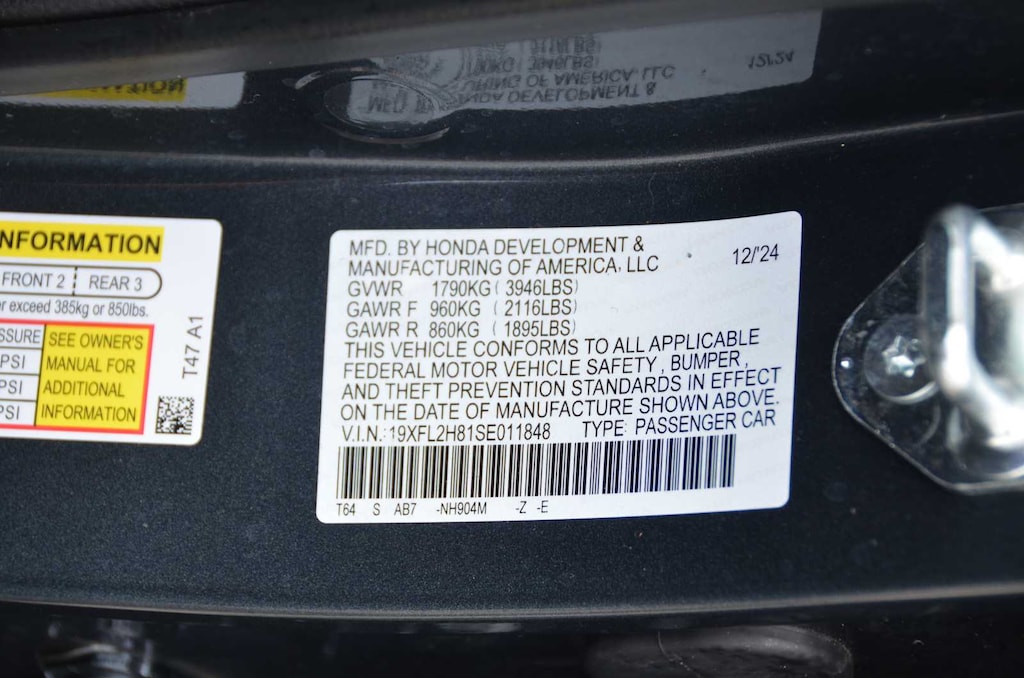 NFORMATION
FRONT 2 REAR 3
er exceed 385kg or 850lbs.
SSURE
PSI
PSI
PSI
SEE OWNER'S
MANUAL FOR
ADDITIONAL
INFORMATION
T47 A1
MFD. BY HONDA DEVELOPMENT &
MANUFACTURING OF AMERICA, LLC
12/'24
GVWR 1790KG ( 3946LBS)
GAWR F 960KG ( 2116LBS)
GAWR R 860KG ( 1895LBS)
THIS VEHICLE CONFORMS TO ALL APPLICABLE
FEDERAL MOTOR VEHICLE SAFETY, BUMPER,
AND THEFT PREVENTION STANDARDS IN EFFECT
ON THE DATE OF MANUFACTURE SHOWN ABOVE.
V.I.N.: 19XFL2H81SE011848 TYPE: PASSENGER CAR
T64 S AB7 -NH904M -Z -E